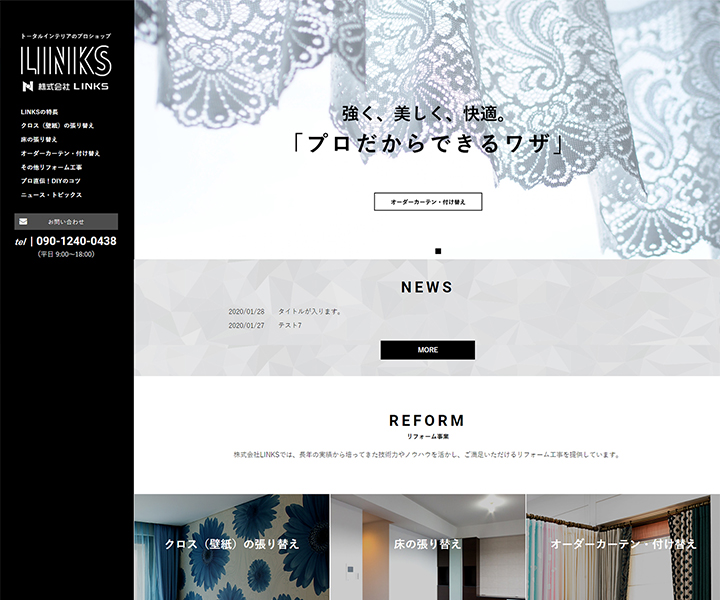 トータルインテリアのプロショップ
LINKS
株式会社 LINKS
LINKSの特長
クロス（壁紙）の張り替え
床の張り替え
オーダーカーテン・付け替え
その他リフォーム工事
プロ直伝！DIYのコツ
ニュース・トピックス
お問い合わせ
tel | 090-1240-0438
（平日 9:00～18:00）
強く、美しく、快適。
「プロだからできるワザ」
オーダーカーテン・付け替え
NEWS
2020/01/28 タイトルが入ります。
2020/01/27 テスト7
MORE
REFORM
リフォーム事業
株式会社LINKSでは、長年の実績から培ってきた技術力やノウハウを活かし、ご満足いただけるリフォーム工事を提供しています。
クロス（壁紙）の張り替え
床の張り替え
オーダーカーテン・付け替え